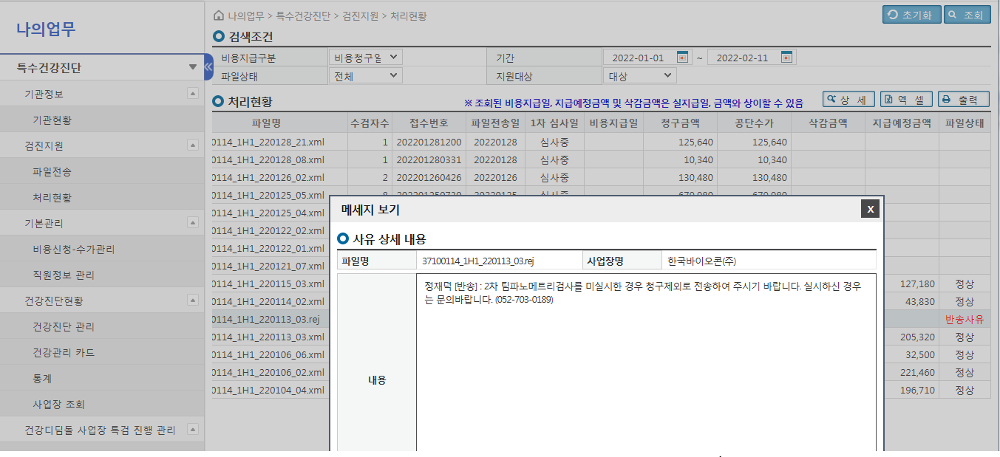 나의업무
특수건강진단
기관정보
기관현황
검진지원
파일전송
처리현황
기본관리
비용신청-수가관리
직원정보 관리
건강진단현황
건강진단 관리
건강관리 카드
통계
사업장 조회
건강디딤돌 사업장 특검 진행 관리
나의업무 > 특수건강진단 > 검진지원 > 처리현황
초기화 조회
검색조건
비용지급구분 비용청구일 기간 2022-01-01 ~ 2022-02-11
파일상태 전체 지원대상 대상
처리현황 ※ 조회된 비용지급일, 지급예정금액 및 삭감금액은 실지급일, 금액와 상이할 수 있음 상 세 엑 셀 출력
파일명 수검자수 접수번호 파일전송일 1차 심사일 비용지급일 청구금액 공단수가 삭감금액 지급예정금액 파일상태
0114_1H1_220128_21.xml 1 202201281200 20220128 심사중 125,640 125,640
0114_1H1_220128_08.xml 1 202201280331 20220128 심사중 10,340 10,340
0114_1H1_220126_02.xml 2 202201260426 20220126 심사중 130,480 130,480
0114_1H1_220125_05.xml 8 202201250730 20220125 심사중 670,980 670,980
0114_1H1_220125_04.xml
0114_1H1_220122_02.xml
0114_1H1_220122_01.xml
0114_1H1_220121_07.xml
0114_1H1_220115_03.xml 127,180 정상
0114_1H1_220114_02.xml 43,830 정상
0114_1H1_220113_03.rej 반송사유
0114_1H1_220113_03.xml 205,320 정상
0114_1H1_220106_06.xml 32,500 정상
0114_1H1_220106_02.xml 221,460 정상
0114_1H1_220104_04.xml 196,710 정상
메세지 보기 X
사유 상세 내용
파일명 37100114_1H1_220113_03.rej 사업장명 한국바이오콘(주)
내용
정재덕 [반송] : 2차 팀파노메트리검사를 미실시한 경우 청구제외로 전송하여 주시기 바랍니다. 실시하신 경우
는 문의바랍니다. (052-703-0189)